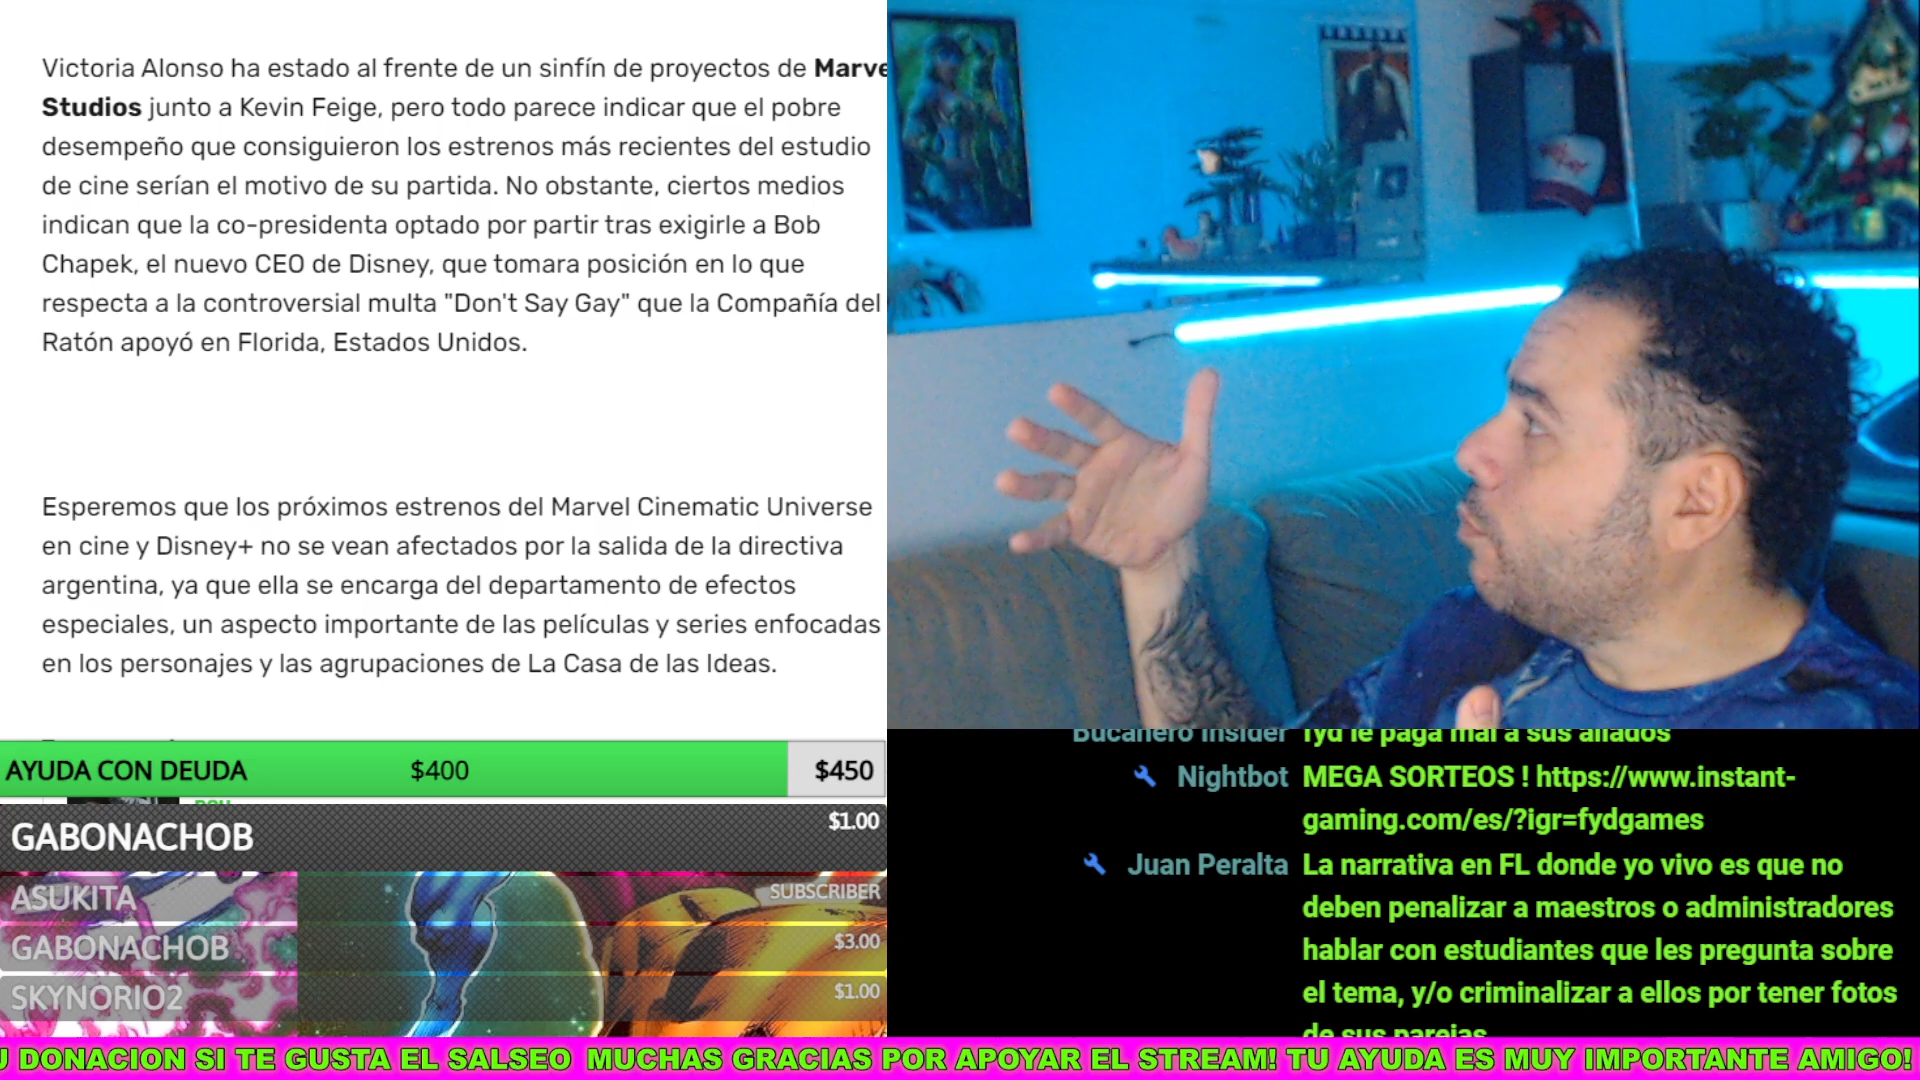 Victoria Alonso ha estado al frente de un sinfín de proyectos de Marve
Studios junto a Kevin Feige, pero todo parece indicar que el pobre
desempeño que consiguieron los estrenos más recientes del estudio
de cine serían el motivo de su partida. No obstante, ciertos medios
indican que la co-presidenta optado por partir tras exigirle a Bob
Chapek, el nuevo CEO de Disney, que tomara posición en lo que
respecta a la controversial multa "Don't Say Gay" que la Compañía del
Ratón apoyó en Florida, Estados Unidos.
Esperemos que los próximos estrenos del Marvel Cinematic Universe
en cine y Disney+ no se vean afectados por la salida de la directiva
argentina, ya que ella se encarga del departamento de efectos
especiales, un aspecto importante de las películas y series enfocadas
en los personajes y las agrupaciones de La Casa de las Ideas.
AYUDA CON DEUDA $400 $450
GABONACHOB $1.00
ASUKITA SUBSCRIBER
GABONACHOB $3.00
SKYNORIO2 $1.00
Bucanero Insider fyd le paga mal a sus aliados
Nightbot MEGA SORTEOS ! https://www.instant-
gaming.com/es/?igr=fydgames
Juan Peralta La narrativa en FL donde yo vivo es que no
deben penalizar a maestros o administradores
hablar con estudiantes que les pregunta sobre
el tema, y/o criminalizar a ellos por tener fotos
de sus parejas
U DONACION SI TE GUSTA EL SALSEO MUCHAS GRACIAS POR APOYAR EL STREAM! TU AYUDA ES MUY IMPORTANTE AMIGO!